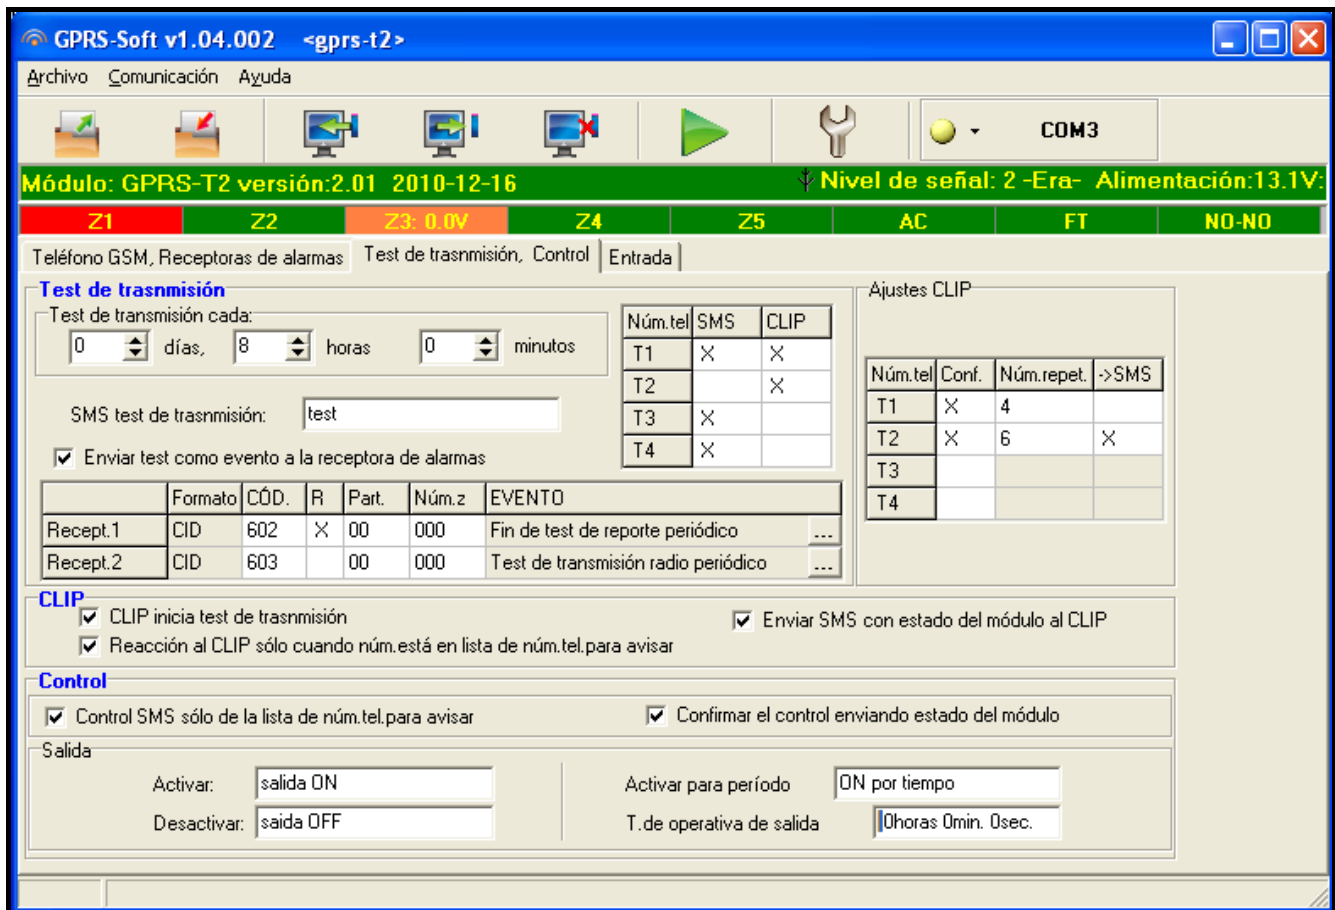 GPRS-Soft v1.04.002 <gprs-t2>
Archivo Comunicación Ayuda
COM3
Módulo: GPRS-T2 versión:2.01 2010-12-16 Nivel de señal: 2 -Era- Alimentación:13.1V:
Z1 Z2 Z3: 0.0V Z4 Z5 AC FT NO-NO
Teléfono GSM, Receptoras de alarmas Test de trasnmisión, Control Entrada
Test de trasnmisión
Test de transmisión cada:
0 días, 8 horas 0 minutos
SMS test de trasnmisión: test
Enviar test como evento a la receptora de alarmas
Núm.tel SMS CLIP
T1 X X
T2 X
T3 X
T4 X
Formato CÓD. R Part. Núm.z EVENTO
Recept.1 CID 602 X 00 000 Fin de test de reporte periódico ...
Recept.2 CID 603 00 000 Test de transmisión radio periódico ...
Ajustes CLIP
Núm.tel Conf. Núm.repet. ->SMS
T1 X 4
T2 X 6 X
T3
T4
CLIP
CLIP inicia test de trasnmisión Enviar SMS con estado del módulo al CLIP
Reacción al CLIP sólo cuando núm.está en lista de núm.tel.para avisar
Control
Control SMS sólo de la lista de núm.tel.para avisar Confirmar el control enviando estado del módulo
Salida
Activar: salida ON Activar para período ON por tiempo
Desactivar: saida OFF T.de operativa de salida 0horas 0min. 0sec.